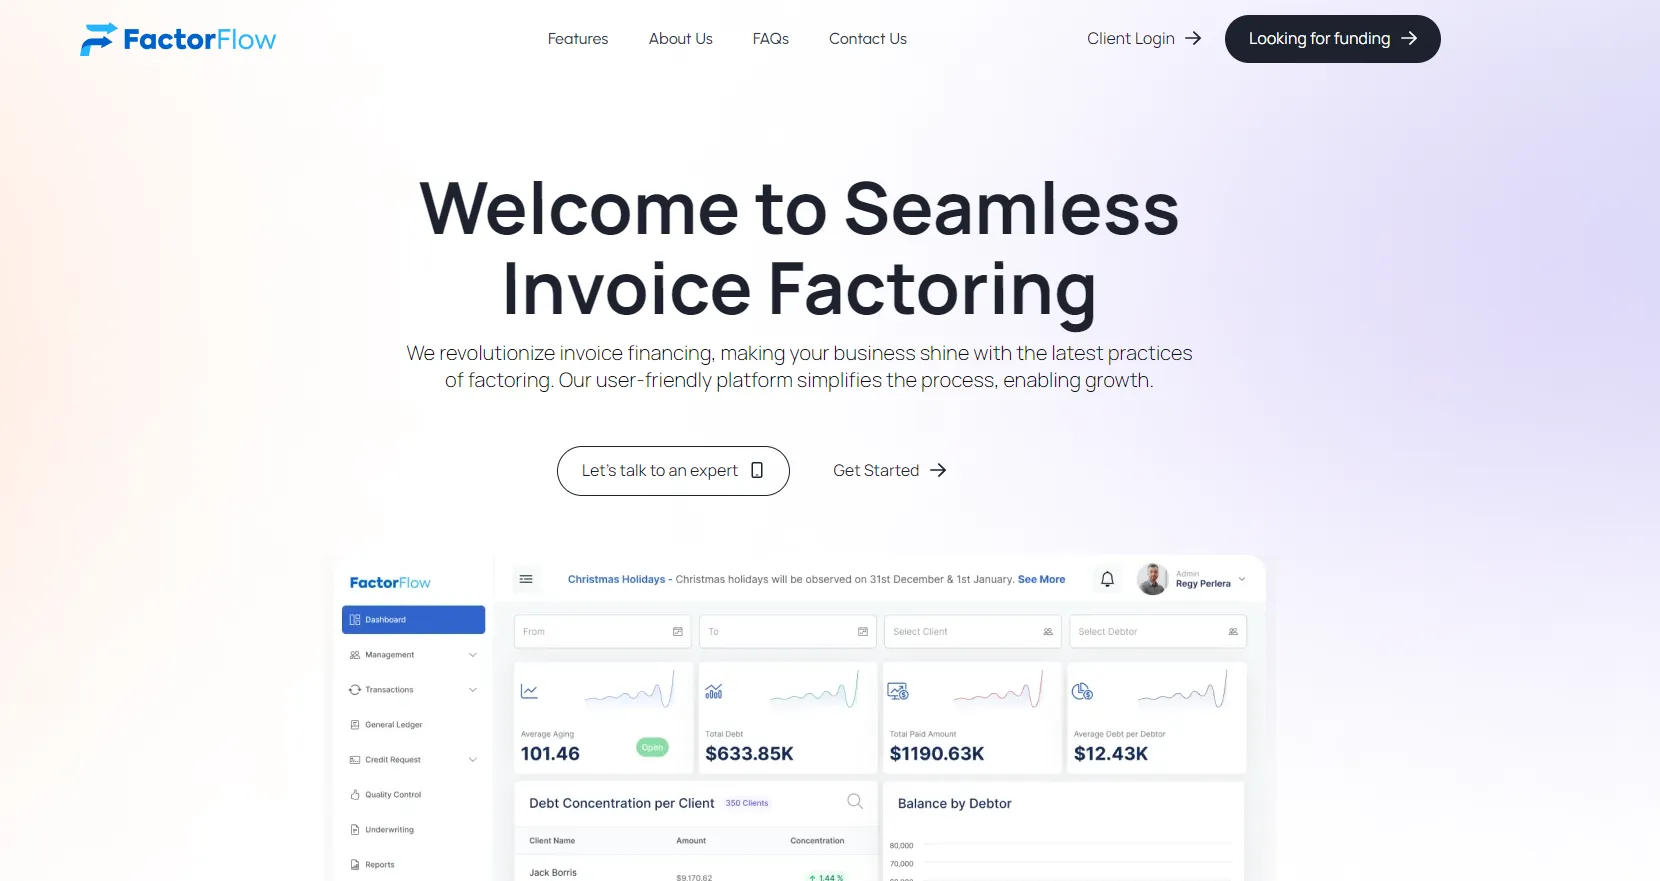 FactorFlow
Features
About Us
FAQs
Contact Us
Client Login
Looking for funding
Welcome to Seamless
Invoice Factoring
We revolutionize invoice financing, making your business shine with the latest practices
of factoring. Our user-friendly platform simplifies the process, enabling growth.
Let's talk to an expert
Get Started
FactorFlow
Christmas Holidays - Christmas holidays will be observed on 31st December & 1st January. See More
Admin
Regy Perlera
Dashboard
Management
Transactions
General Ledger
Credit Request
Quality Control
Underwriting
Reports
From
To
Select Client
Select Debtor
Average Aging
101.46
Open
Total Debt
$633.85K
Total Paid Amount
$1190.63K
Average Debt per Debtor
$12.43K
Debt Concentration per Client
350 Clients
Client Name
Amount
Concentration
Jack Borris
$9,170.62
1.44 %
Balance by Debtor
80,000
70,000